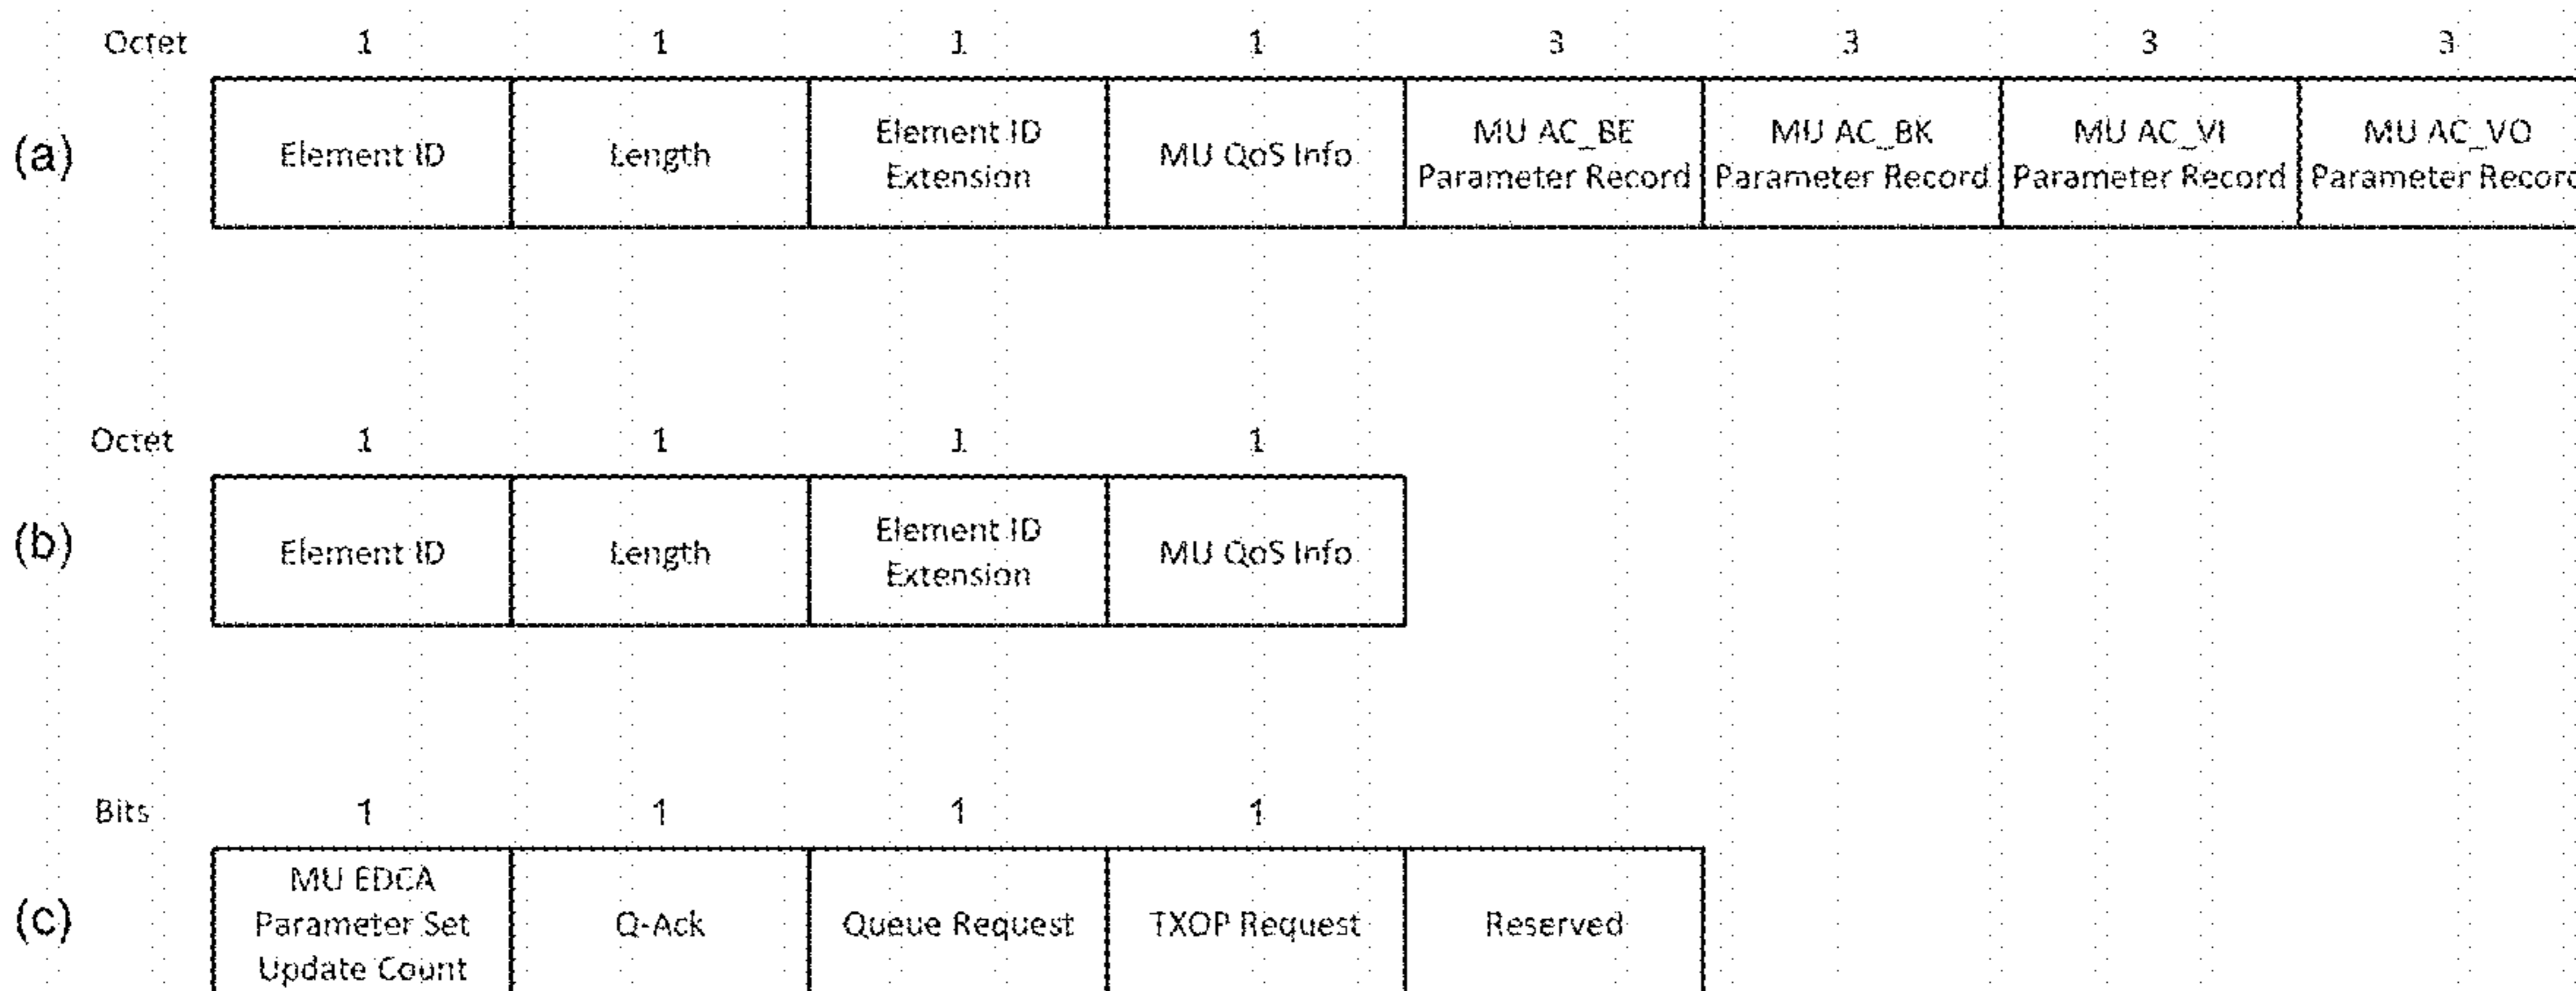 Octet 1 1 1 1 3 3 3 3
(a) Element ID Length Element ID Extension MU QoS Info MU AC_BE Parameter Record MU AC_BK Parameter Record MU AC_VI Parameter Record MU AC_VO Parameter Record
Octet 1 1 1 1
(b) Element ID Length Element ID Extension MU QoS Info
Bits 1 1 1 1
(c) MU EDCA Parameter Set Update Count Q-Ack Queue Request TXOP Request Reserved